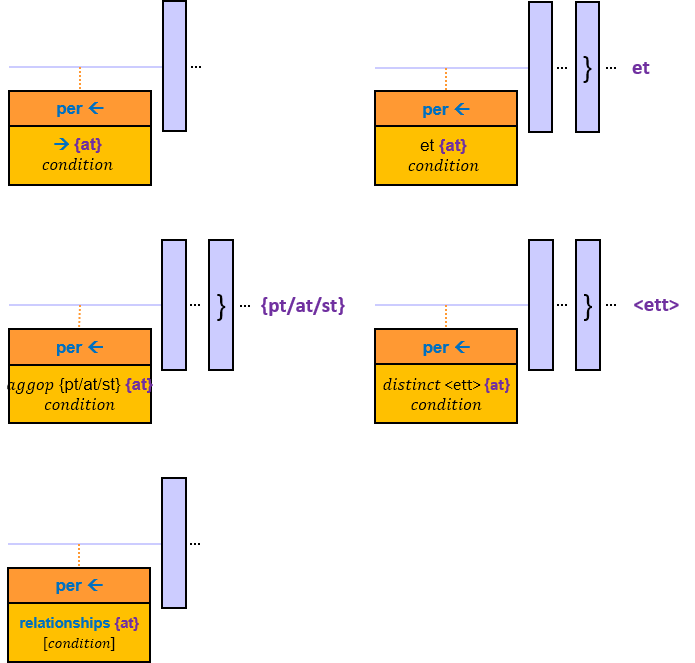 ...
per ←
→ {at}
condition
... } ... et
per ←
et {at}
condition
... } ... {pt/at/st}
per ←
aggop {pt/at/st} {at}
condition
... } ... <ett>
per ←
distinct <ett> {at}
condition
...
per ←
relationships {at}
[condition]